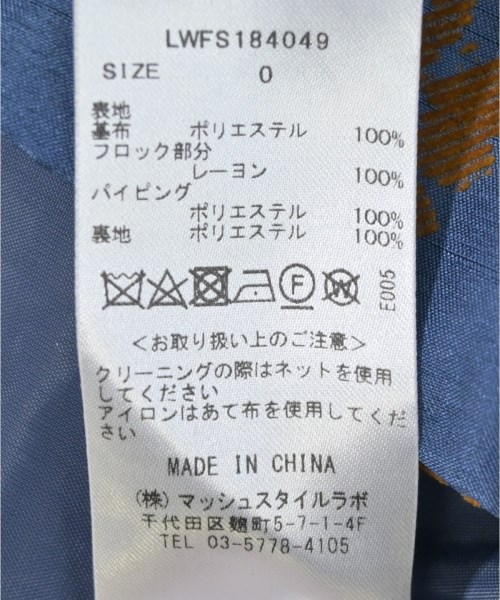 LWFS184049
SIZE 0
表地
基布 ポリエステル 100%
フロック部分
レーヨン 100%
パイピング
ポリエステル 100%
裏地 ポリエステル 100%
F W E005
<お取り扱い上のご注意>
クリーニングの際はネットを使用
してください
アイロンはあて布を使用してくだ
さい
MADE IN CHINA
(株)マッシュスタイルラボ
千代田区麹町5-7-1-4F
TEL 03-5778-4105